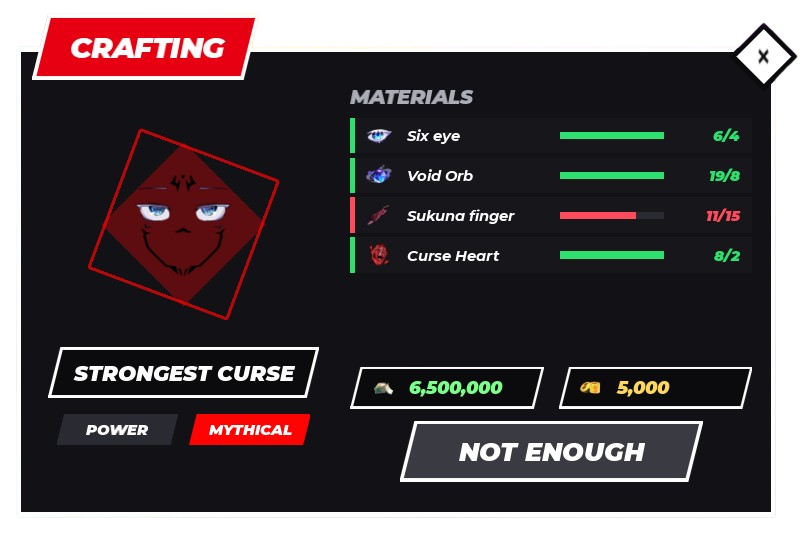 CRAFTING
X
MATERIALS
Six eye 6/4
Void Orb 19/8
Sukuna finger 11/15
Curse Heart 8/2
STRONGEST CURSE
POWER MYTHICAL
6,500,000 5,000
NOT ENOUGH